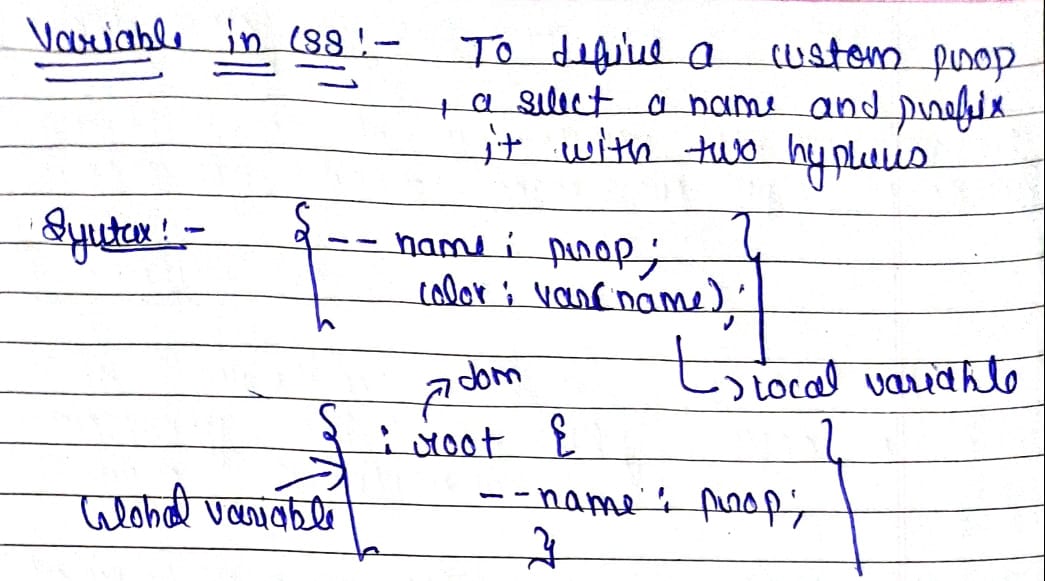 Variable in CSS :- To define a custom prop
, a select a name and prefix
it with two hyphens
Syntax :- { -- name : prop ; }
color : var(name) ;
↳ local variable
↗ dom
{ : root { }
Global variable → --name : prop ;
}